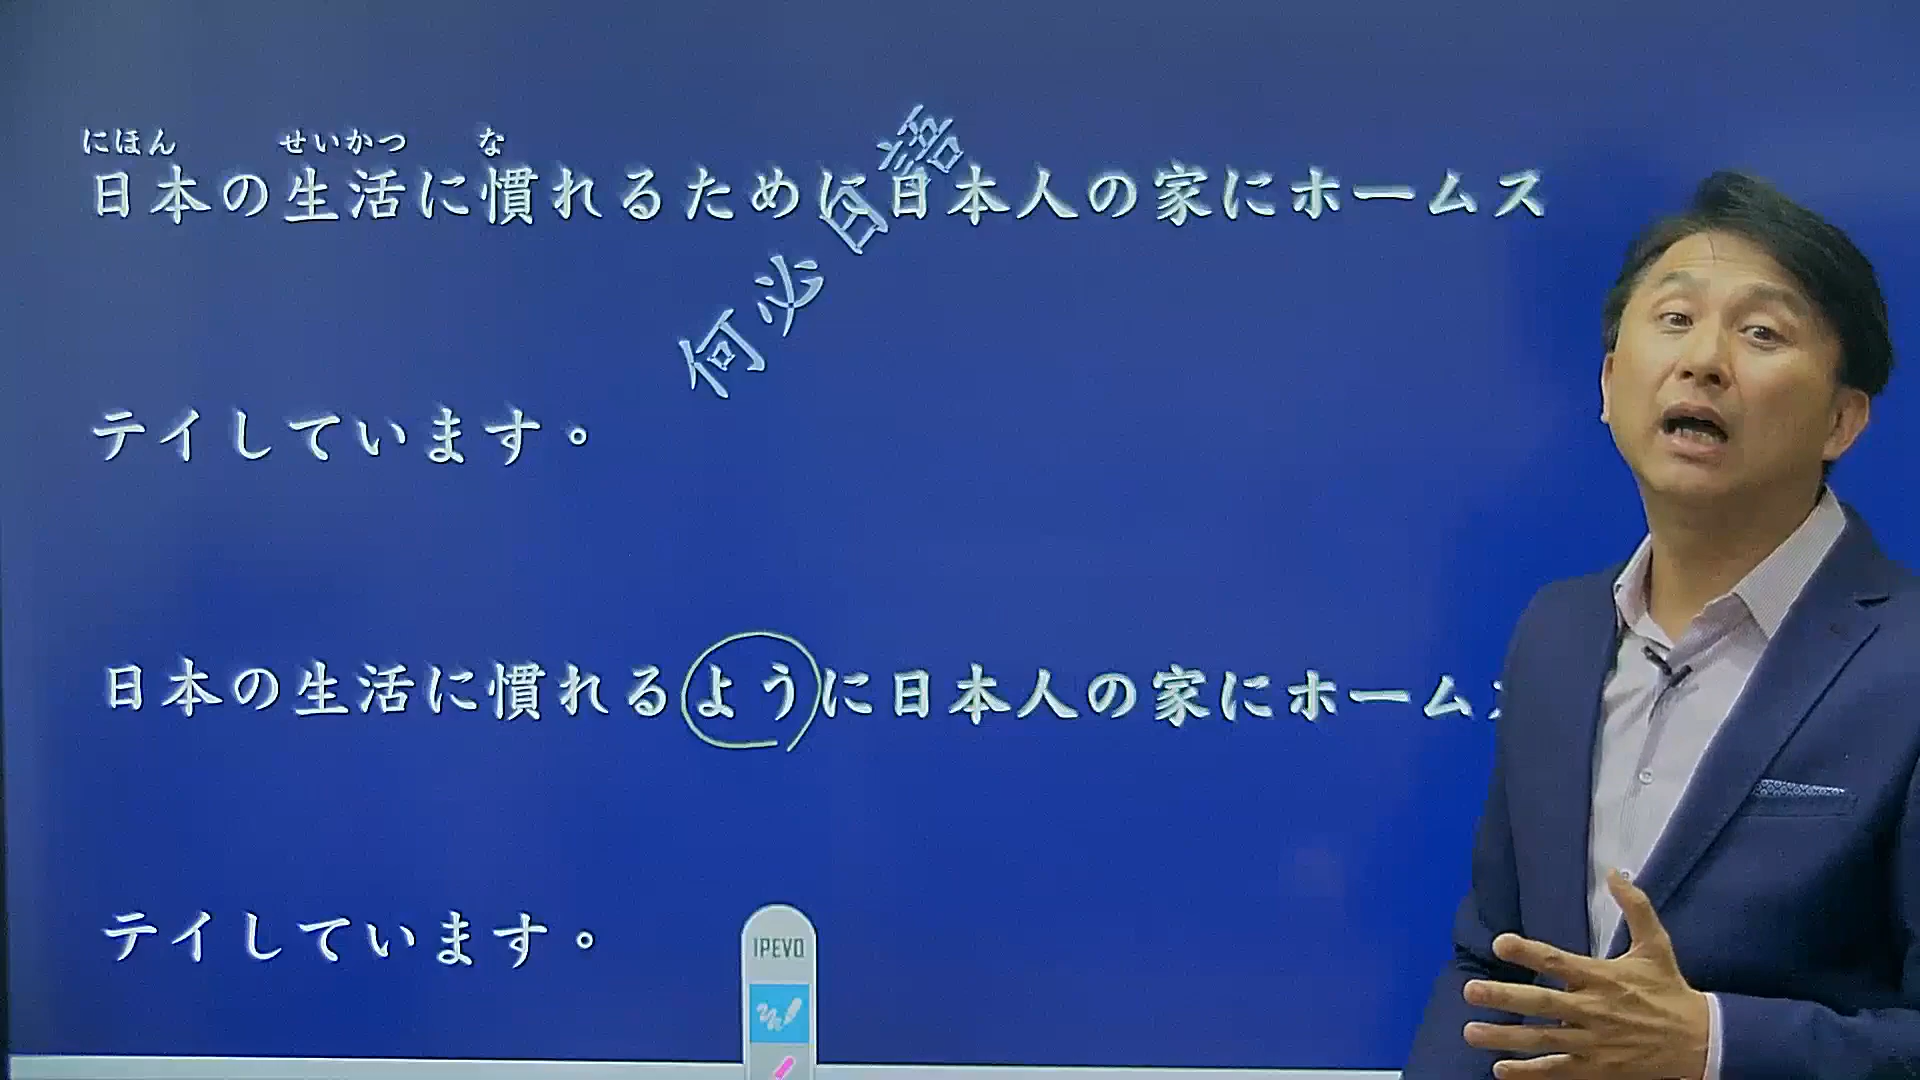 にほん せいかつ な
日本の生活に慣れるために日本人の家にホームス
何必日語
テイしています。
日本の生活に慣れるように日本人の家にホームス
テイしています。
IPEVO